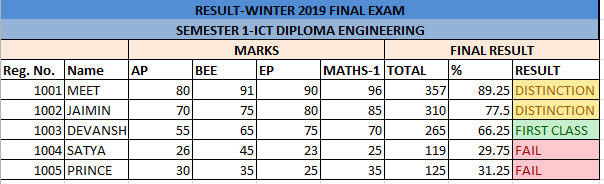 RESULT-WINTER 2019 FINAL EXAM
SEMESTER 1-ICT DIPLOMA ENGINEERING
MARKS FINAL RESULT
Reg. No. Name AP BEE EP MATHS-1 TOTAL % RESULT
1001 MEET 80 91 90 96 357 89.25 DISTINCTION
1002 JAIMIN 70 75 80 85 310 77.5 DISTINCTION
1003 DEVANSH 55 65 75 70 265 66.25 FIRST CLASS
1004 SATYA 26 45 23 25 119 29.75 FAIL
1005 PRINCE 30 35 25 35 125 31.25 FAIL